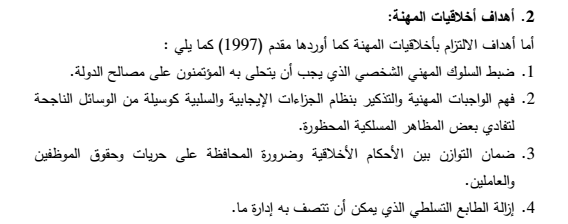 2. أهداف أخلاقيات المهنة:
أما أهداف الالتزام بأخلاقيات المهنة كما أوردها مقدم (1997) كما يلي :
1. ضبط السلوك المهني الشخصي الذي يجب أن يتحلى به المؤتمنون على مصالح الدولة.
2. فهم الواجبات المهنية والتذكير بنظام الجزاءات الإيجابية والسلبية كوسيلة من الوسائل الناجحة
لتفادي بعض المظاهر المسلكية المحظورة.
3. ضمان التوازن بين الأحكام الأخلاقية وضرورة المحافظة على حريات وحقوق الموظفين
والعاملين.
4. إزالة الطابع التسلطي الذي يمكن أن تتصف به إدارة ما.